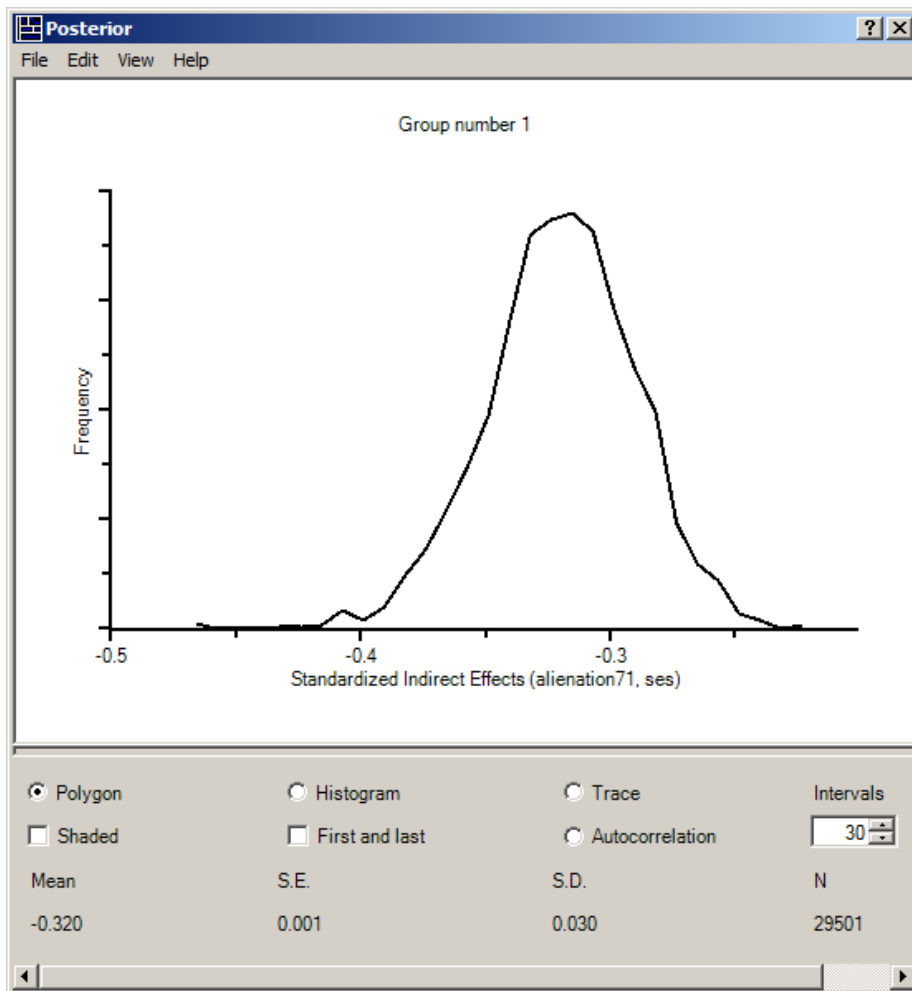 Posterior
File Edit View Help
Group number 1
Frequency
-0.5 -0.4 -0.3
Standardized Indirect Effects (alienation71, ses)
Polygon Histogram Trace Intervals
Shaded First and last Autocorrelation 30
Mean S.E. S.D. N
-0.320 0.001 0.030 29501